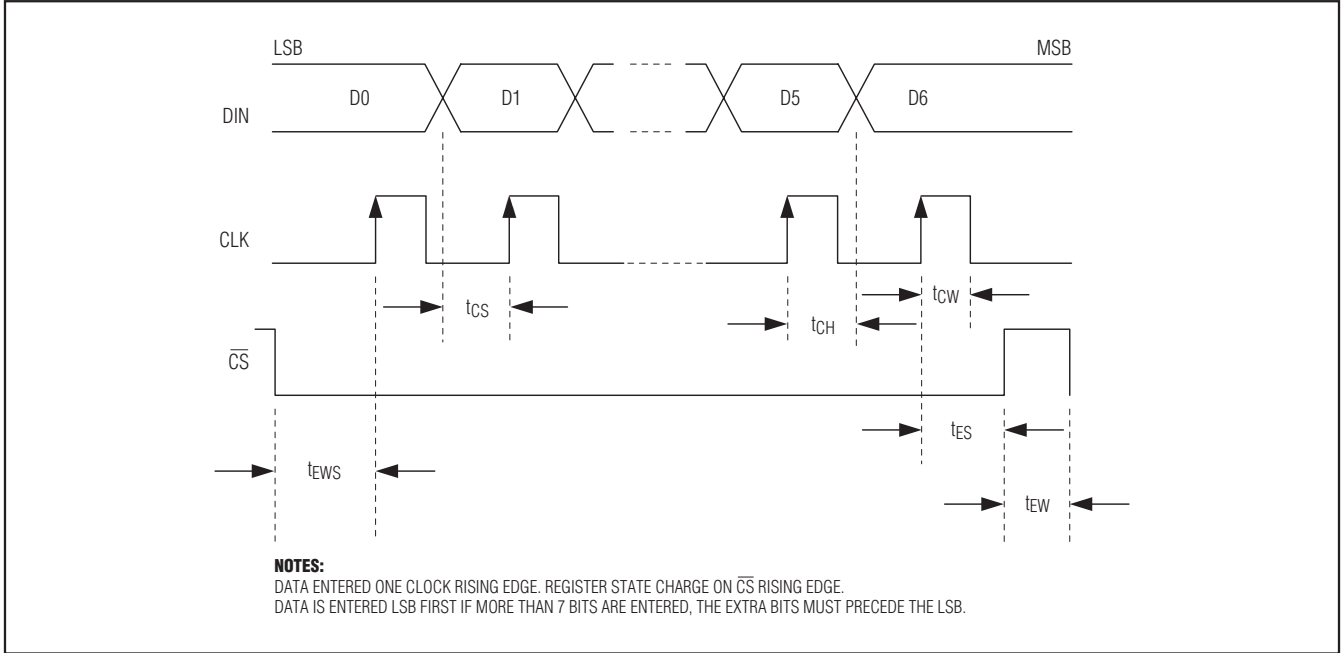 LSB MSB
DIN D0 D1 D5 D6
CLK
tCS tCH tCW
CS
tES
tEWS
tEW
NOTES:
DATA ENTERED ONE CLOCK RISING EDGE. REGISTER STATE CHARGE ON CS RISING EDGE.
DATA IS ENTERED LSB FIRST IF MORE THAN 7 BITS ARE ENTERED, THE EXTRA BITS MUST PRECEDE THE LSB.